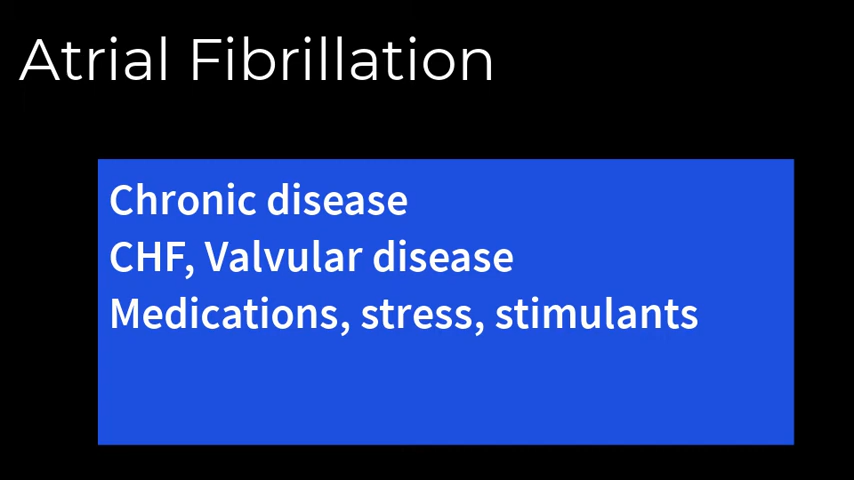 Atrial Fibrillation
Chronic disease
CHF, Valvular disease
Medications, stress, stimulants